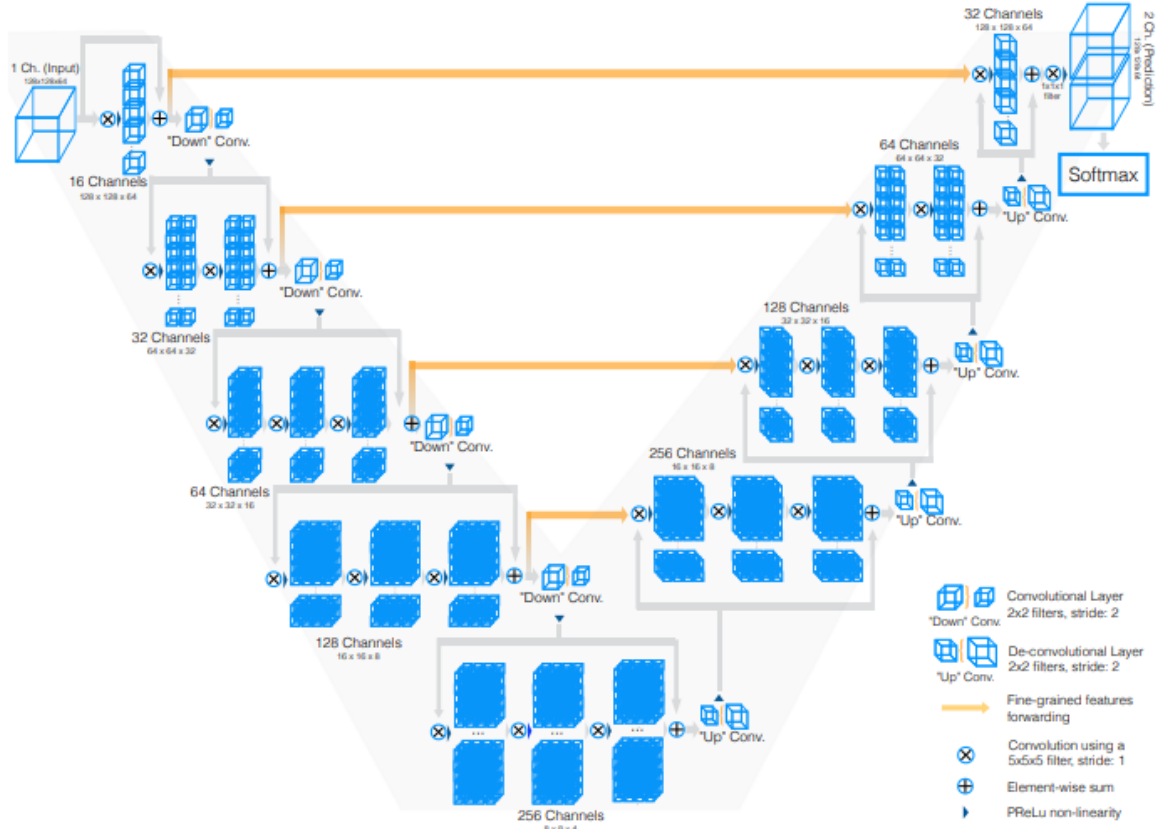 1 Ch. (Input)
128x128x64
"Down" Conv.
16 Channels
128 x 128 x 64
"Down" Conv.
32 Channels
64 x 64 x 32
"Down" Conv.
64 Channels
32 x 32 x 16
"Down" Conv.
128 Channels
16 x 16 x 8
...
...
...
256 Channels
"Up" Conv.
256 Channels
16 x 16 x 8
"Up" Conv.
128 Channels
32 x 32 x 16
"Up" Conv.
64 Channels
64 x 64 x 32
"Up" Conv.
32 Channels
128 x 128 x 64
1x1x1
filter
2 Ch. (Prediction)
128x128x64
Softmax
"Down" Conv.
Convolutional Layer
2x2 filters, stride: 2
"Up" Conv.
De-convolutional Layer
2x2 filters, stride: 2
Fine-grained features
forwarding
Convolution using a
5x5x5 filter, stride: 1
Element-wise sum
PReLu non-linearity